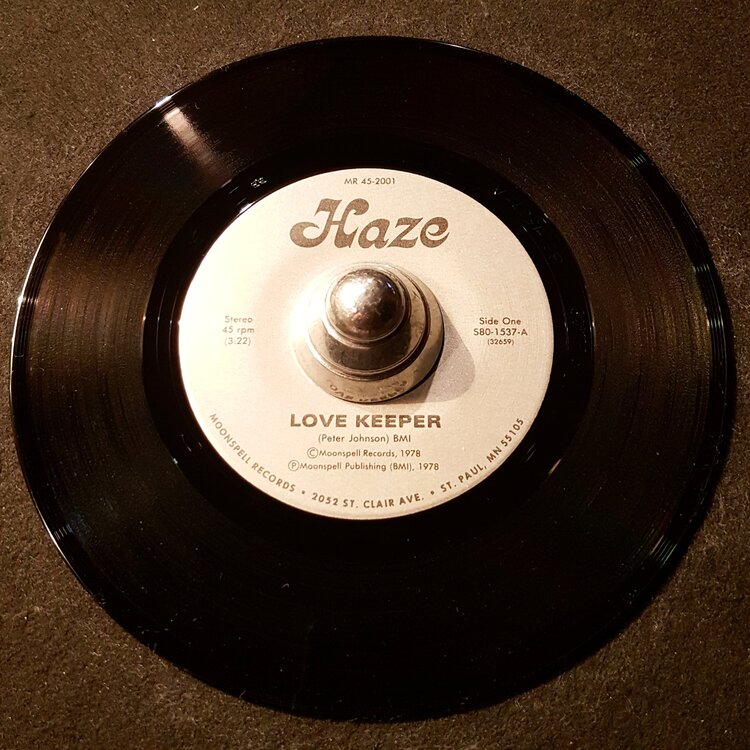 MR 45-2001
Haze
Stereo
45 rpm
(3:22)
Side One
S80-1537-A
(32659)
LOVE KEEPER
(Peter Johnson) BMI
©Moonspell Records, 1978
℗Moonspell Publishing (BMI), 1978
MOONSPELL RECORDS • 2052 ST. CLAIR AVE. • ST. PAUL, MN 55105